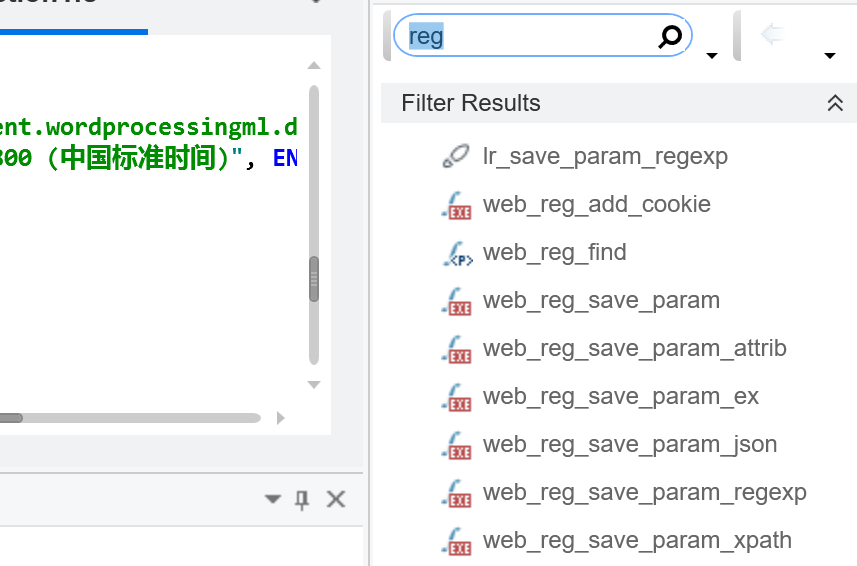 reg
Filter Results
ent.wordprocessingml.d
800 (中国标准时间)", EN
lr_save_param_regexp
web_reg_add_cookie
web_reg_find
web_reg_save_param
web_reg_save_param_attrib
web_reg_save_param_ex
web_reg_save_param_json
web_reg_save_param_regexp
web_reg_save_param_xpath